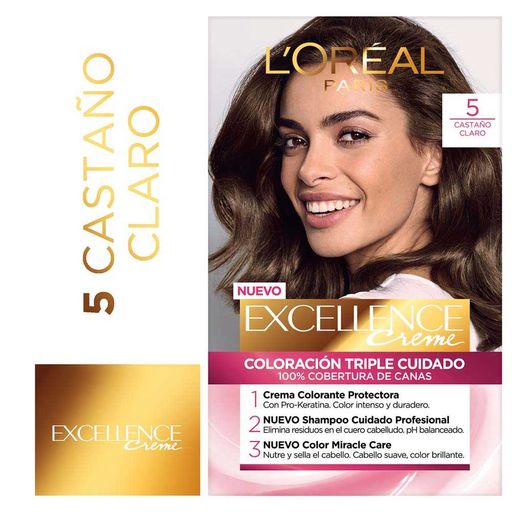 5 CASTAÑO
CLARO
EXCELLENCE
Creme
L'ORÉAL
PARIS
5
CASTAÑO
CLARO
NUEVO
EXCELLENCE
Creme
COLORACIÓN TRIPLE CUIDADO
100% COBERTURA DE CANAS
1 Crema Colorante Protectora
Con Pro-Keratina. Color intenso y duradero.
2 NUEVO Shampoo Cuidado Profesional
Elimina residuos en el cuero cabelludo. pH balanceado.
3 NUEVO Color Miracle Care
Nutre y sella el cabello. Cabello suave, color brillante.